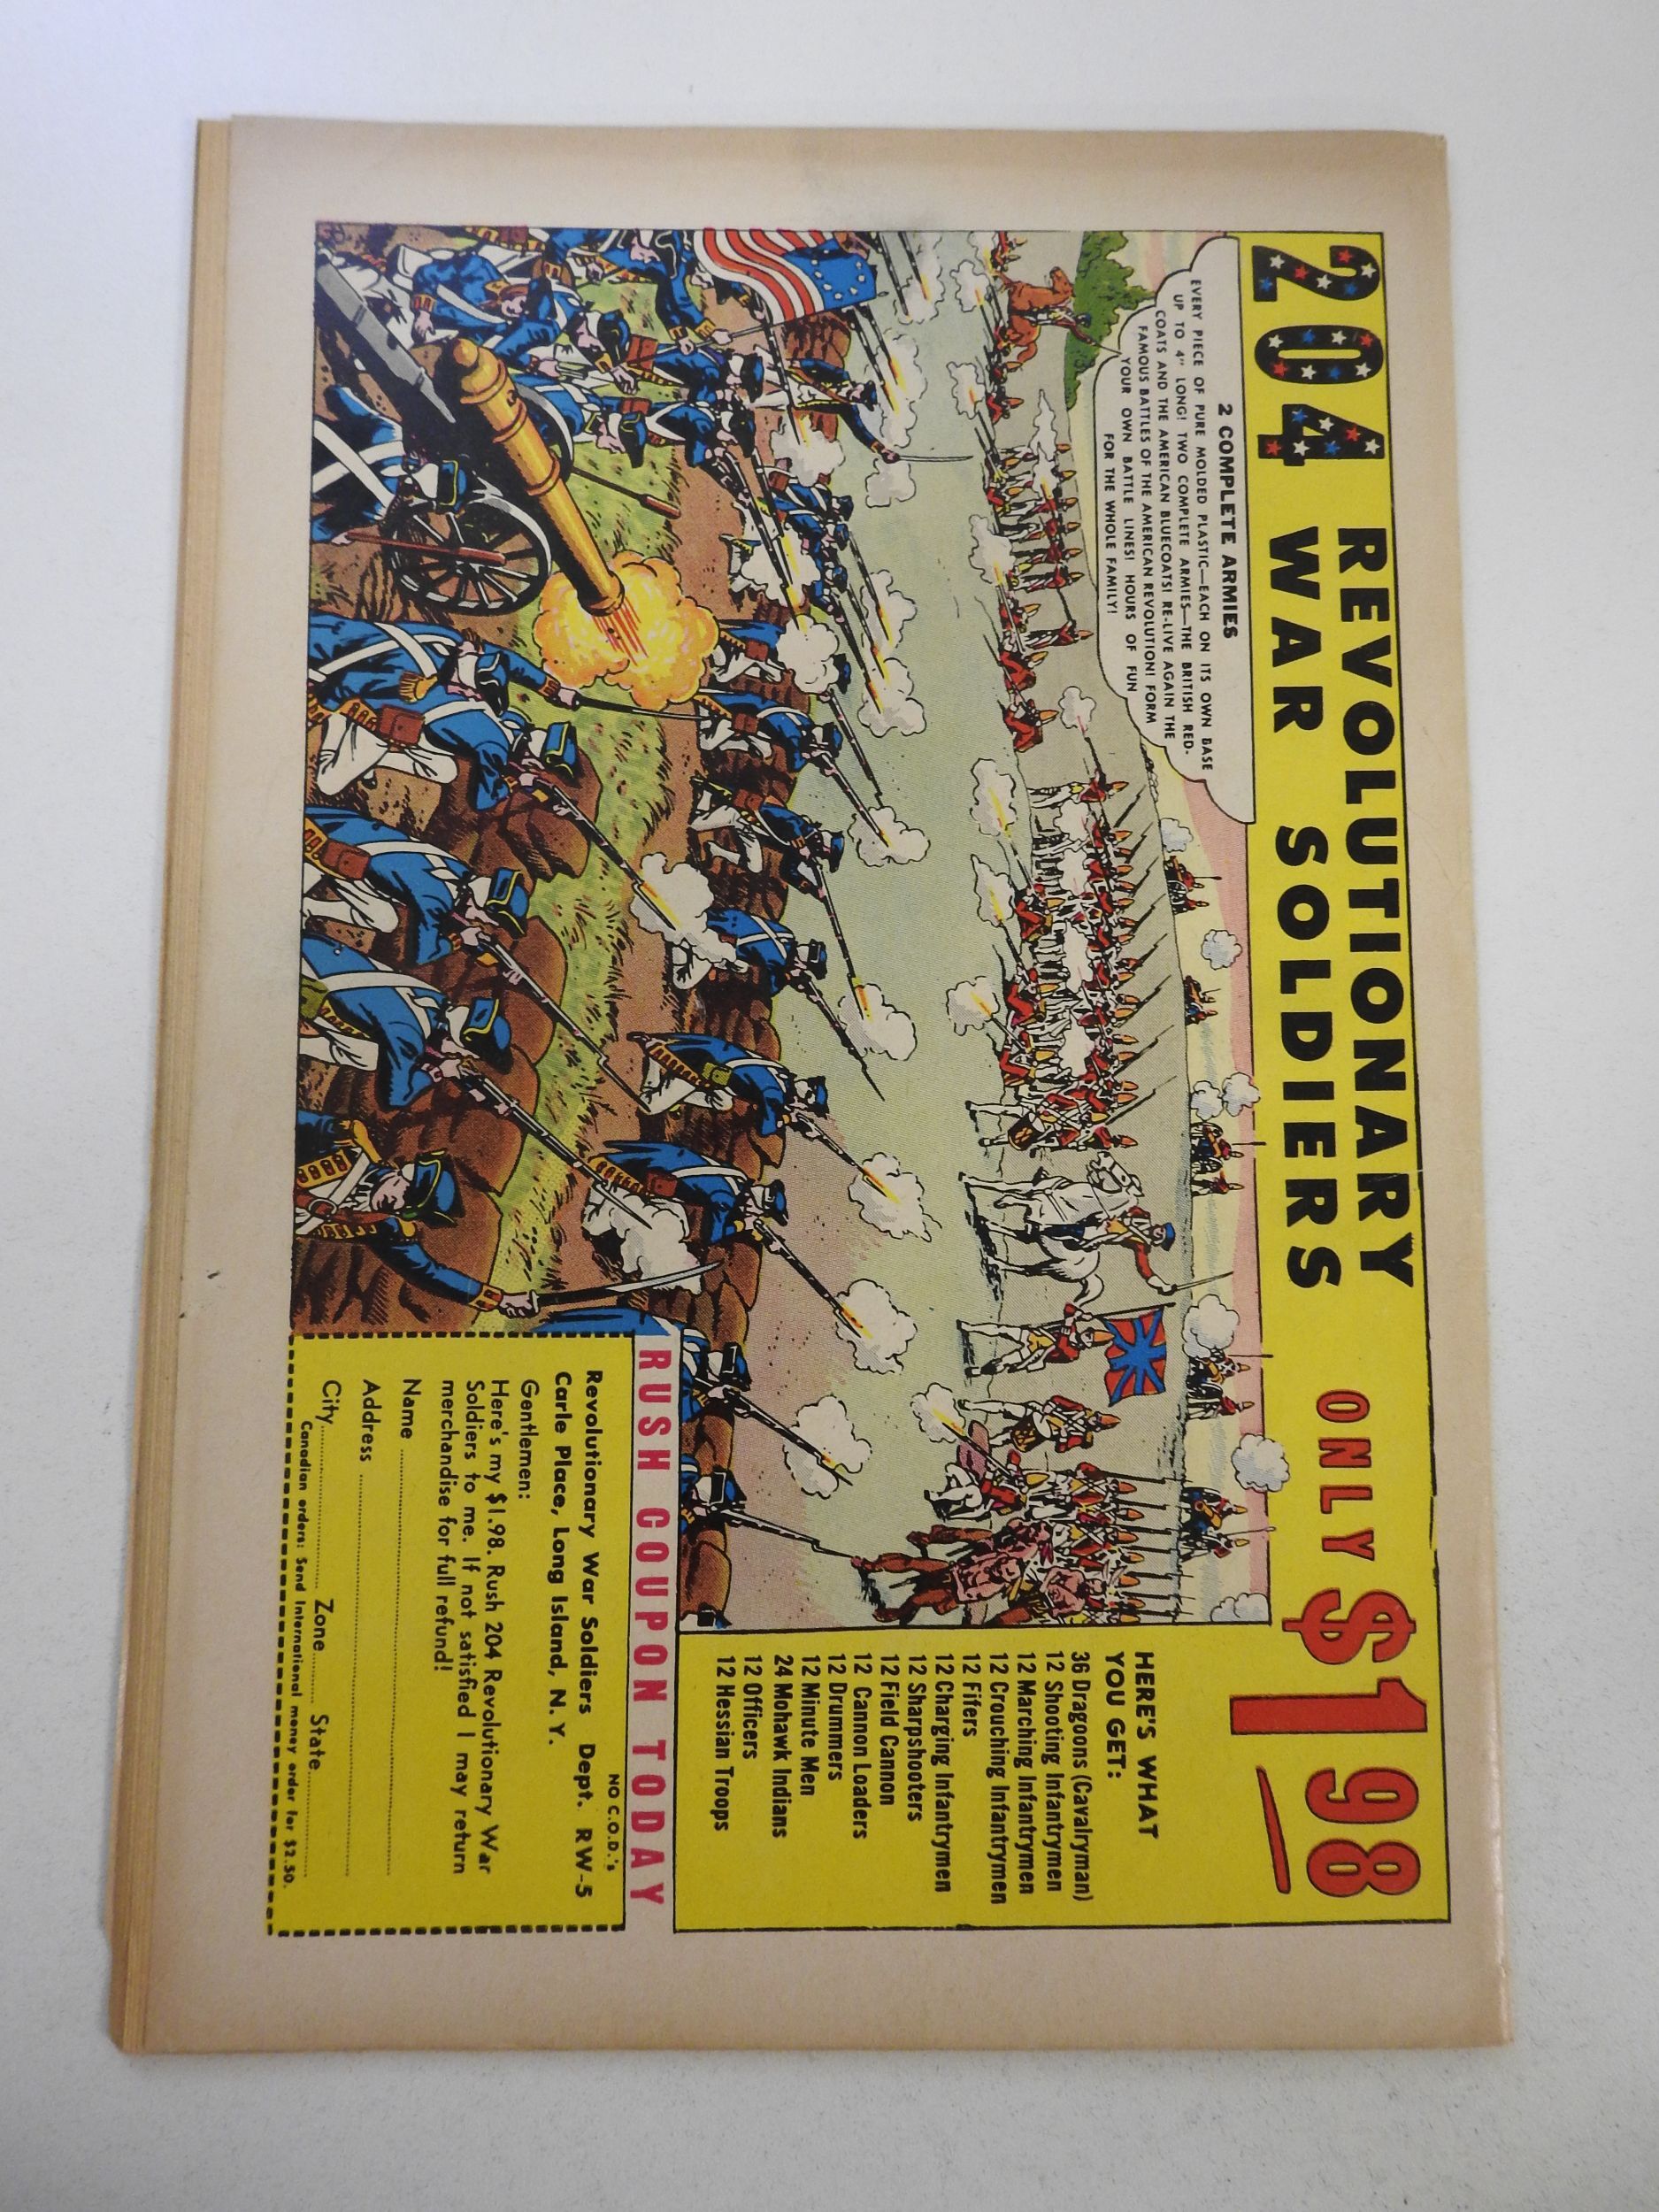 204 REVOLUTIONARY
WAR SOLDIERS
ONLY $1.98
2 COMPLETE ARMIES
EVERY PIECE OF PURE MOLDED PLASTIC—EACH ON ITS OWN BASE
UP TO 4" LONG! TWO COMPLETE ARMIES—THE BRITISH RED-
COATS AND THE AMERICAN BLUECOATS! RE-LIVE AGAIN THE
FAMOUS BATTLES OF THE AMERICAN REVOLUTION! FORM
YOUR OWN BATTLE LINES! HOURS OF FUN
FOR THE WHOLE FAMILY!
HERE'S WHAT
YOU GET:
36 Dragoons (Cavalryman)
12 Shooting Infantrymen
12 Marching Infantrymen
12 Crouching Infantrymen
12 Fifers
12 Charging Infantrymen
12 Sharpshooters
12 Field Cannon
12 Cannon Loaders
12 Drummers
12 Minute Men
24 Mohawk Indians
12 Officers
12 Hessian Troops
RUSH COUPON TODAY
NO C.O.D.'s
Revolutionary War Soldiers Dept. RW-5
Carle Place, Long Island, N. Y.
Gentlemen:
Here's my $1.98. Rush 204 Revolutionary War
Soldiers to me. If not satisfied I may return
merchandise for full refund!
Name
Address
City Zone State
Canadian orders: Send International money order for $2.50.